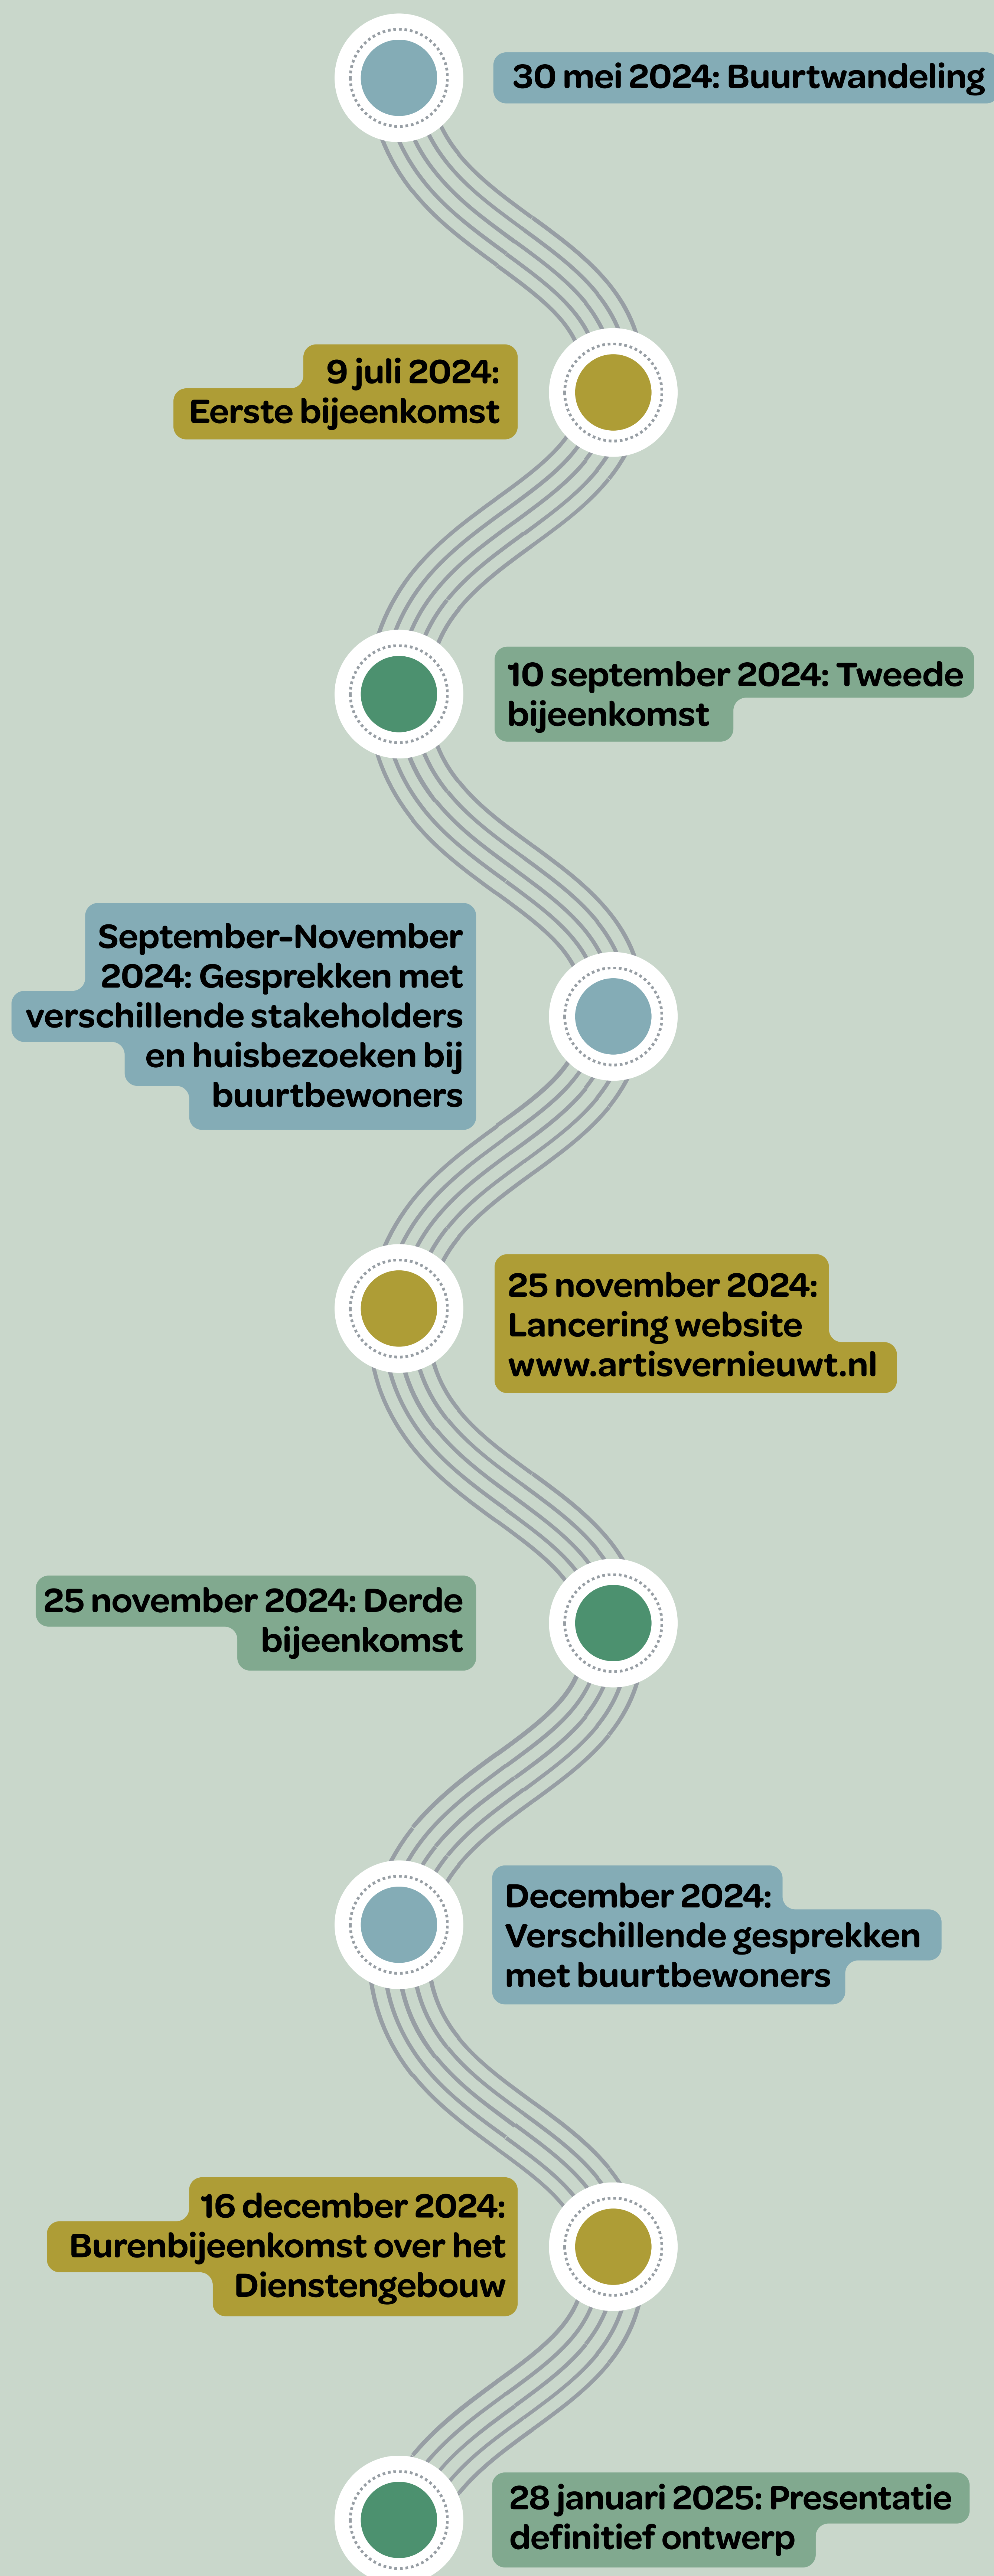 30 mei 2024: Buurtwandeling
9 juli 2024:
Eerste bijeenkomst
10 september 2024: Tweede
bijeenkomst
September-November
2024: Gesprekken met
verschillende stakeholders
en huisbezoeken bij
buurtbewoners
25 november 2024:
Lancering website
www.artisvernieuwt.nl
25 november 2024: Derde
bijeenkomst
December 2024:
Verschillende gesprekken
met buurtbewoners
16 december 2024:
Burenbijeenkomst over het
Dienstengebouw
28 januari 2025: Presentatie
definitief ontwerp